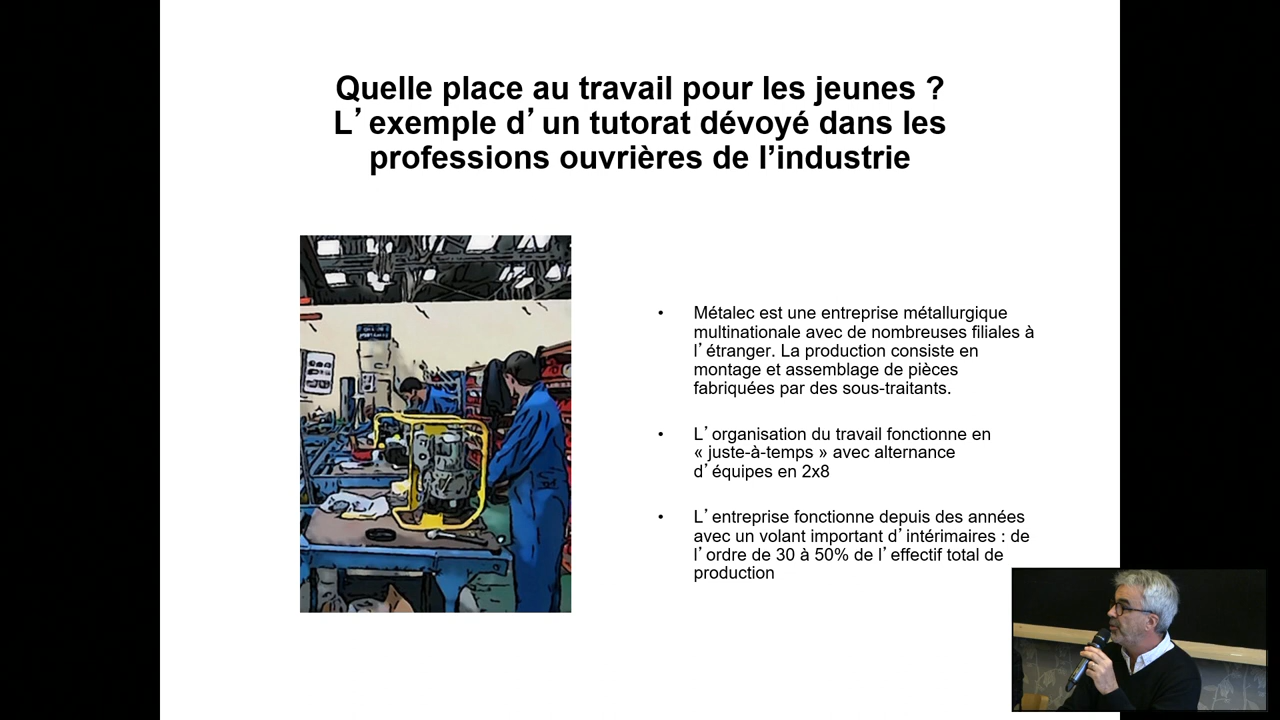 Quelle place au travail pour les jeunes ?
L’exemple d’un tutorat dévoyé dans les
professions ouvrières de l’industrie
• Métalec est une entreprise métallurgique
multinationale avec de nombreuses filiales à
l’étranger. La production consiste en
montage et assemblage de pièces
fabriquées par des sous-traitants.
• L’organisation du travail fonctionne en
« juste-à-temps » avec alternance
d’équipes en 2x8
• L’entreprise fonctionne depuis des années
avec un volant important d’intérimaires : de
l’ordre de 30 à 50% de l’effectif total de
production